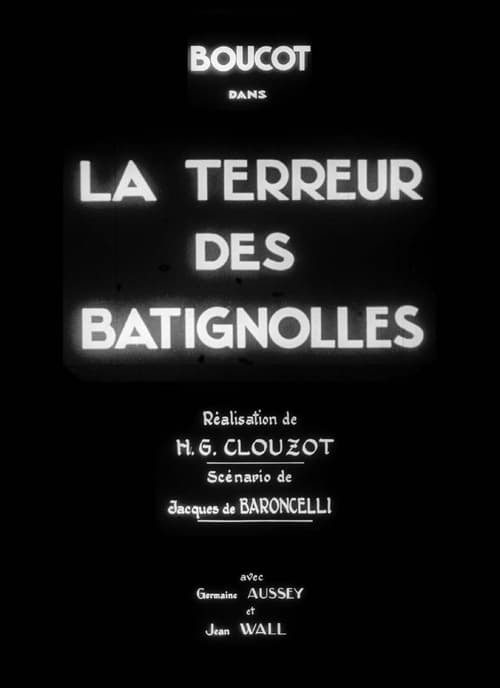 BOUCOT
DANS
LA TERREUR
DES
BATIGNOLLES
Réalisation de
H. G. CLOUZOT
Scénario de
Jacques de BARONCELLI
avec
Germaine AUSSEY
et
Jean WALL